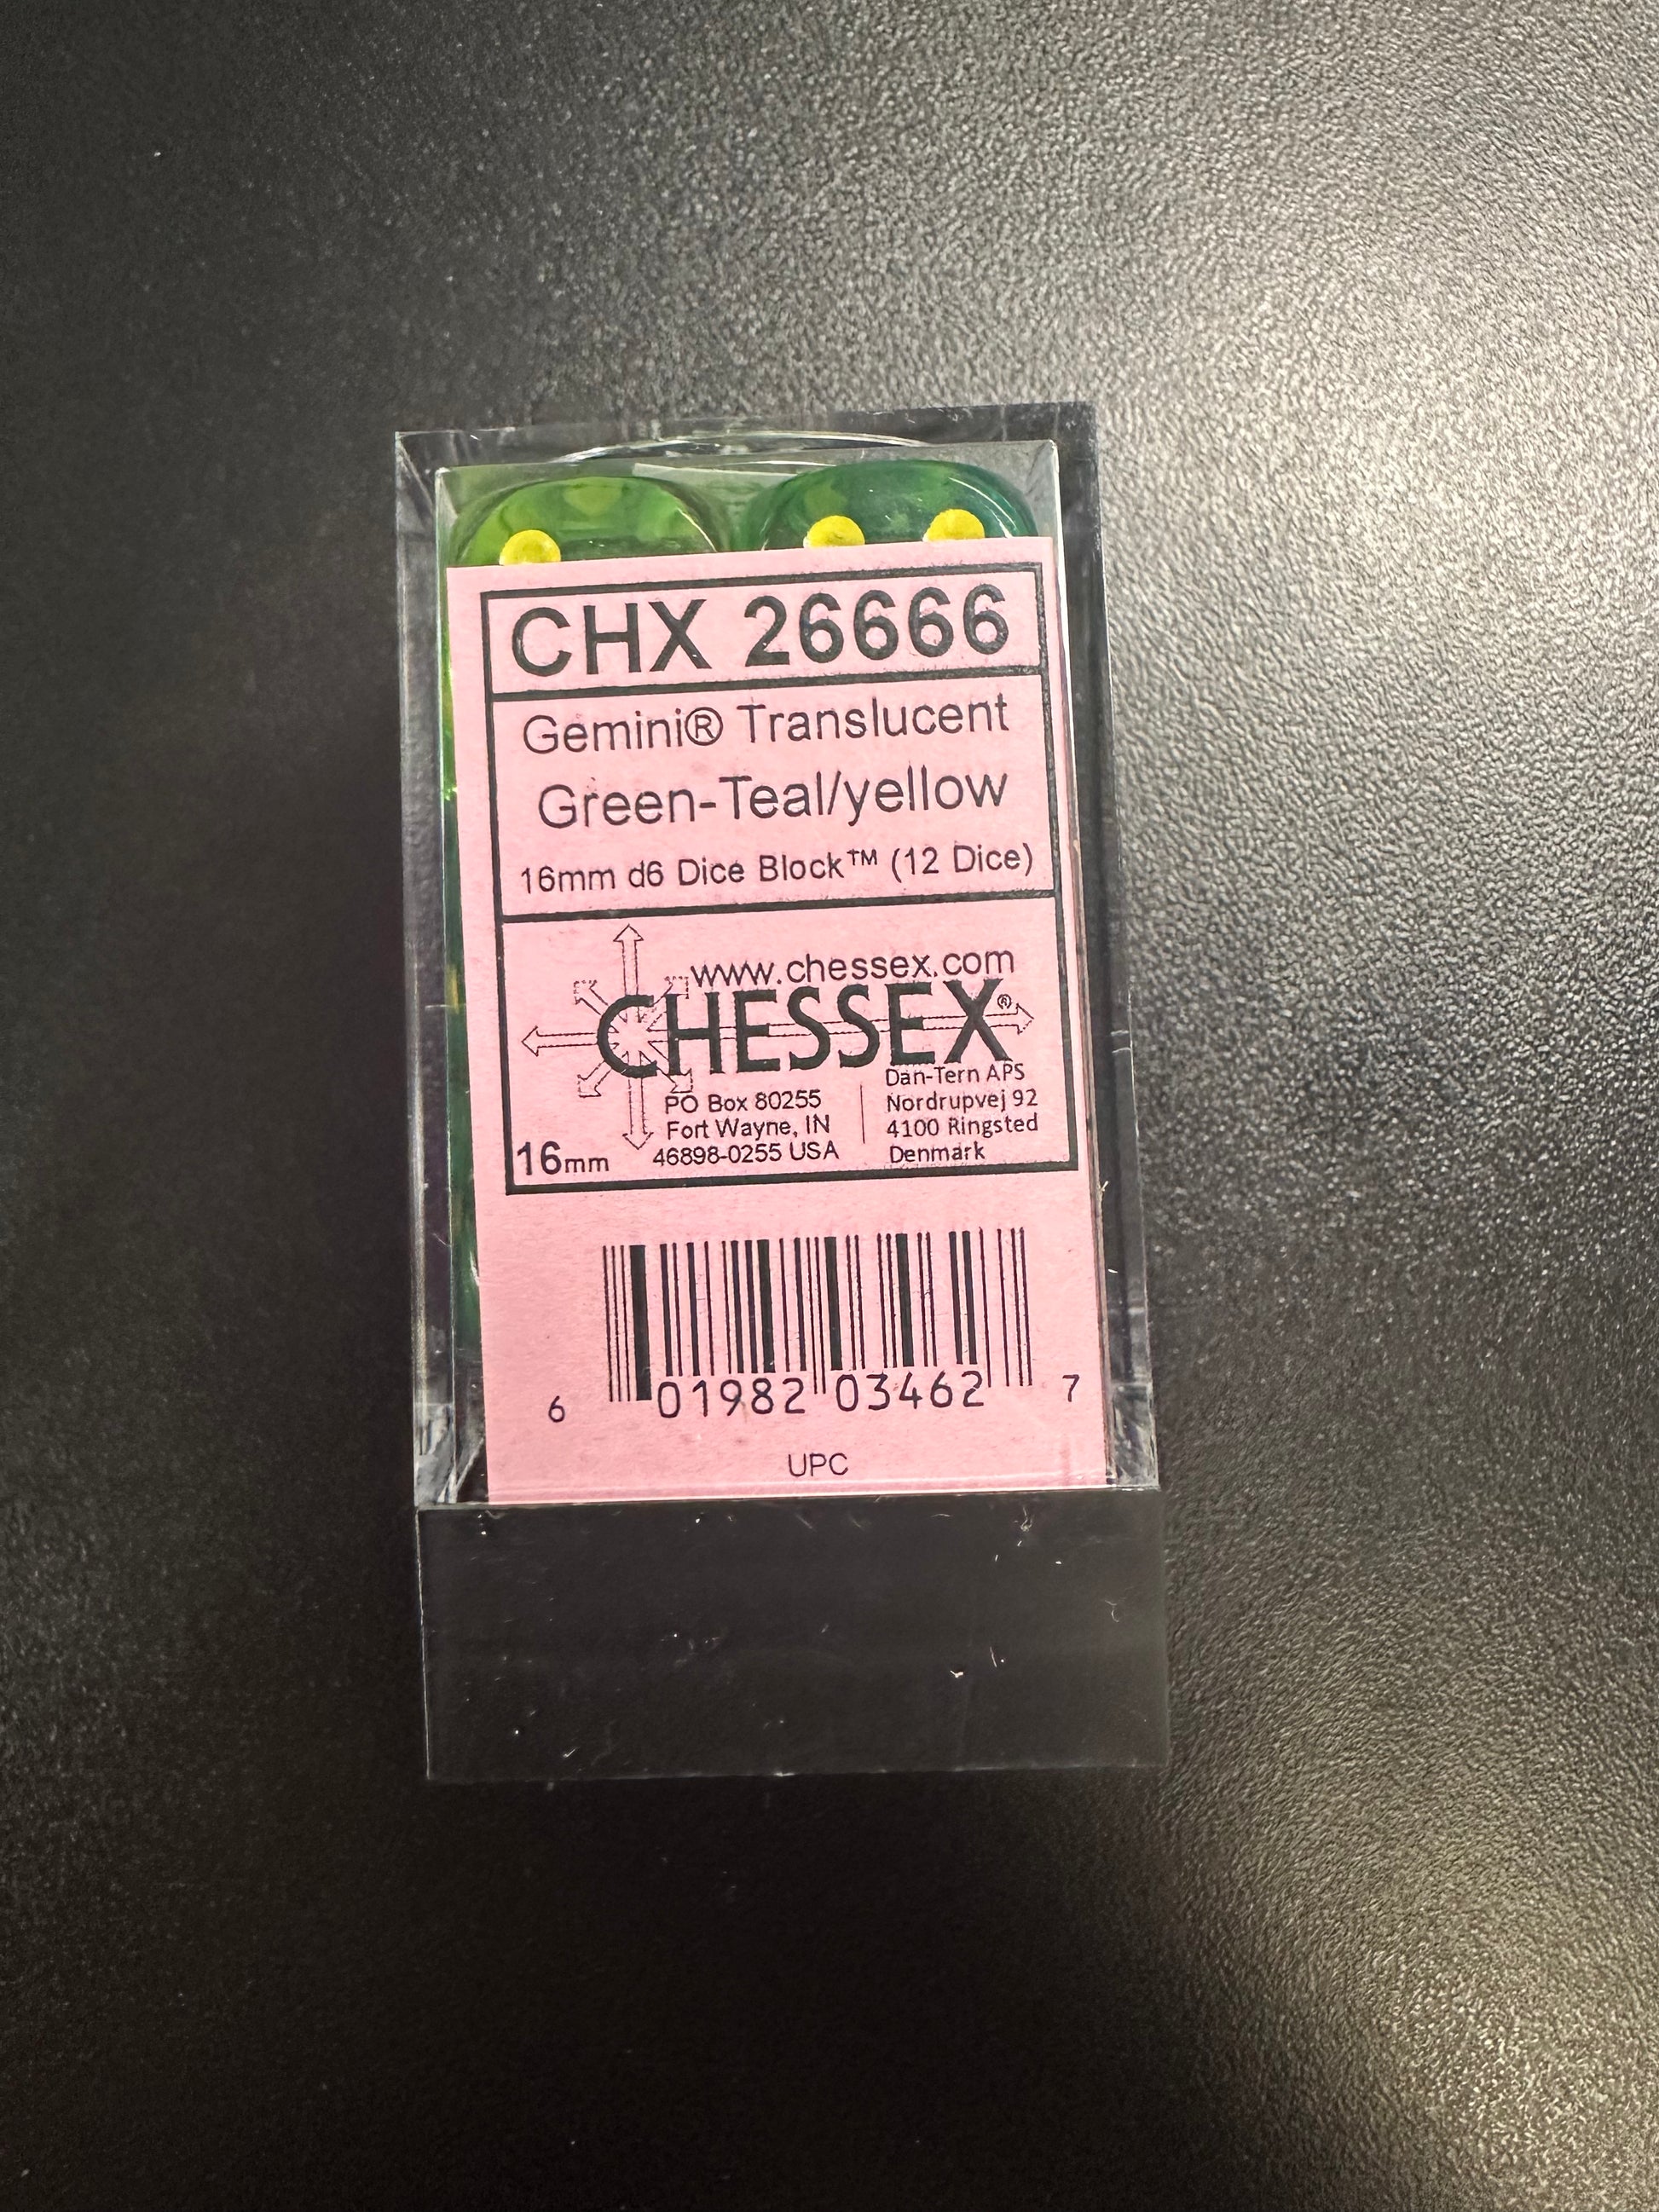 CHX 26666
Gemini® Translucent
Green-Teal/yellow
16mm d6 Dice Block™ (12 Dice)
www.chessex.com
CHESSEX®
PO Box 80255
Fort Wayne, IN
46898-0255 USA
Dan-Tern APS
Nordrupvej 92
4100 Ringsted
Denmark
16mm
6 01982 03462 7
UPC